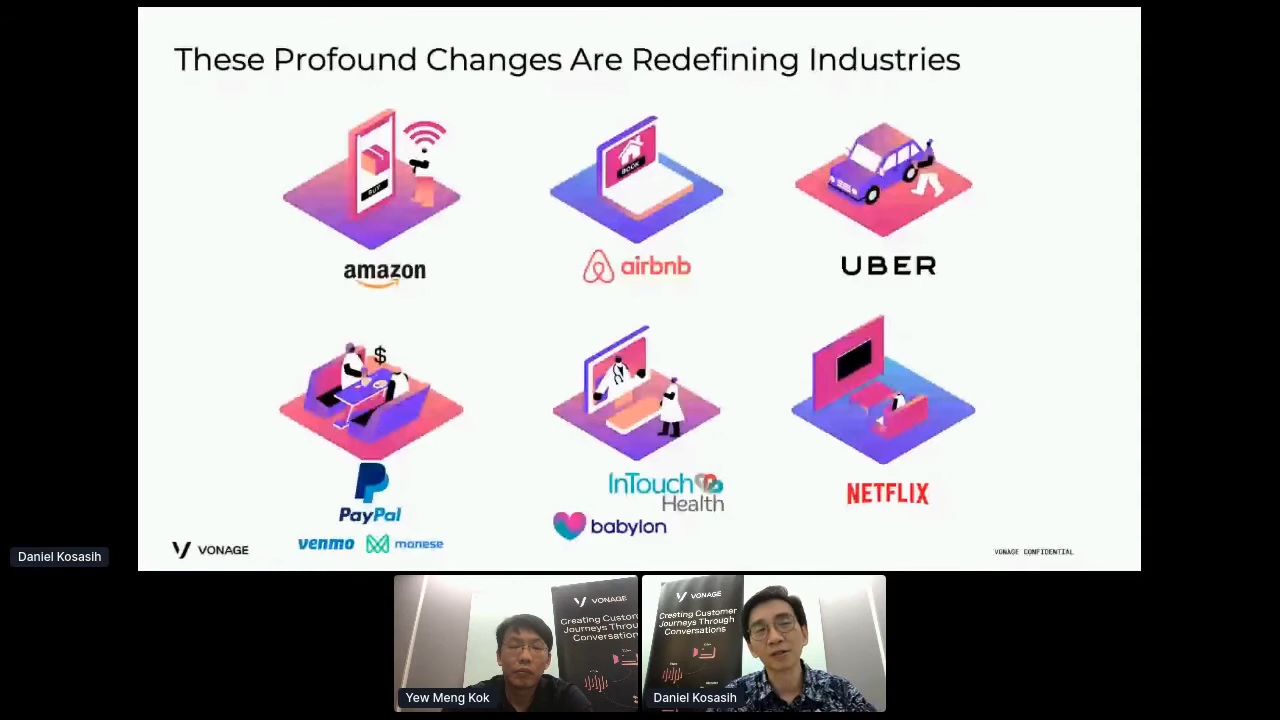 These Profound Changes Are Redefining Industries
BUY
BOOK
amazon
airbnb
UBER
$
PayPal
venmo
monese
InTouch
Health
babylon
NETFLIX
VONAGE
VONAGE CONFIDENTIAL
Daniel Kosasih
VONAGE
Creating Custom
Journeys Through
Conversations
Yew Meng Kok
VONAGE
Creating Customer
Journeys Through
Conversations
Daniel Kosasih